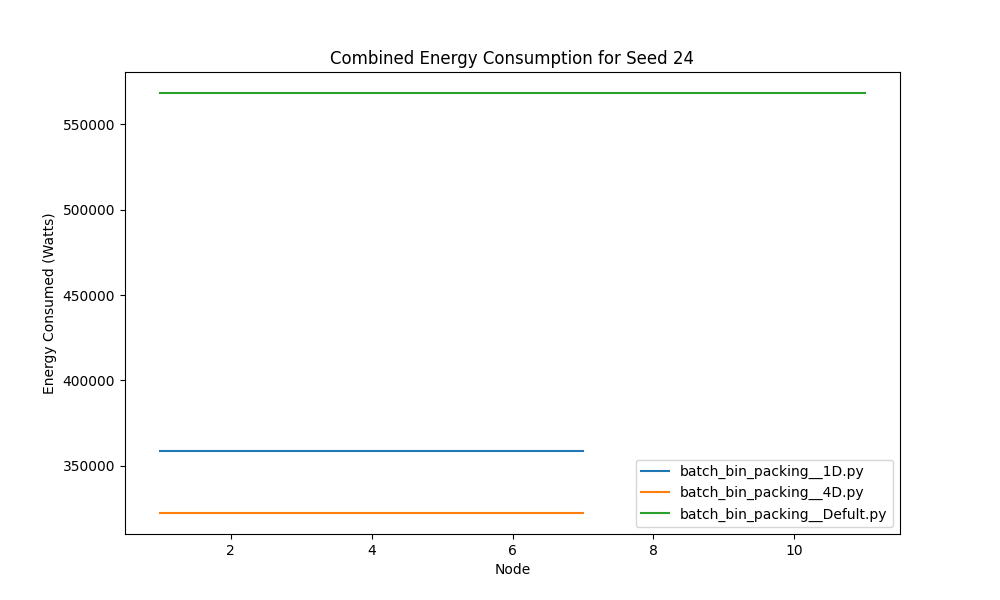 Combined Energy Consumption for Seed 24
Energy Consumed (Watts)
550000
500000
450000
400000
350000
batch_bin_packing__1D.py
batch_bin_packing__4D.py
batch_bin_packing__Defult.py
2 4 6 8 10
Node